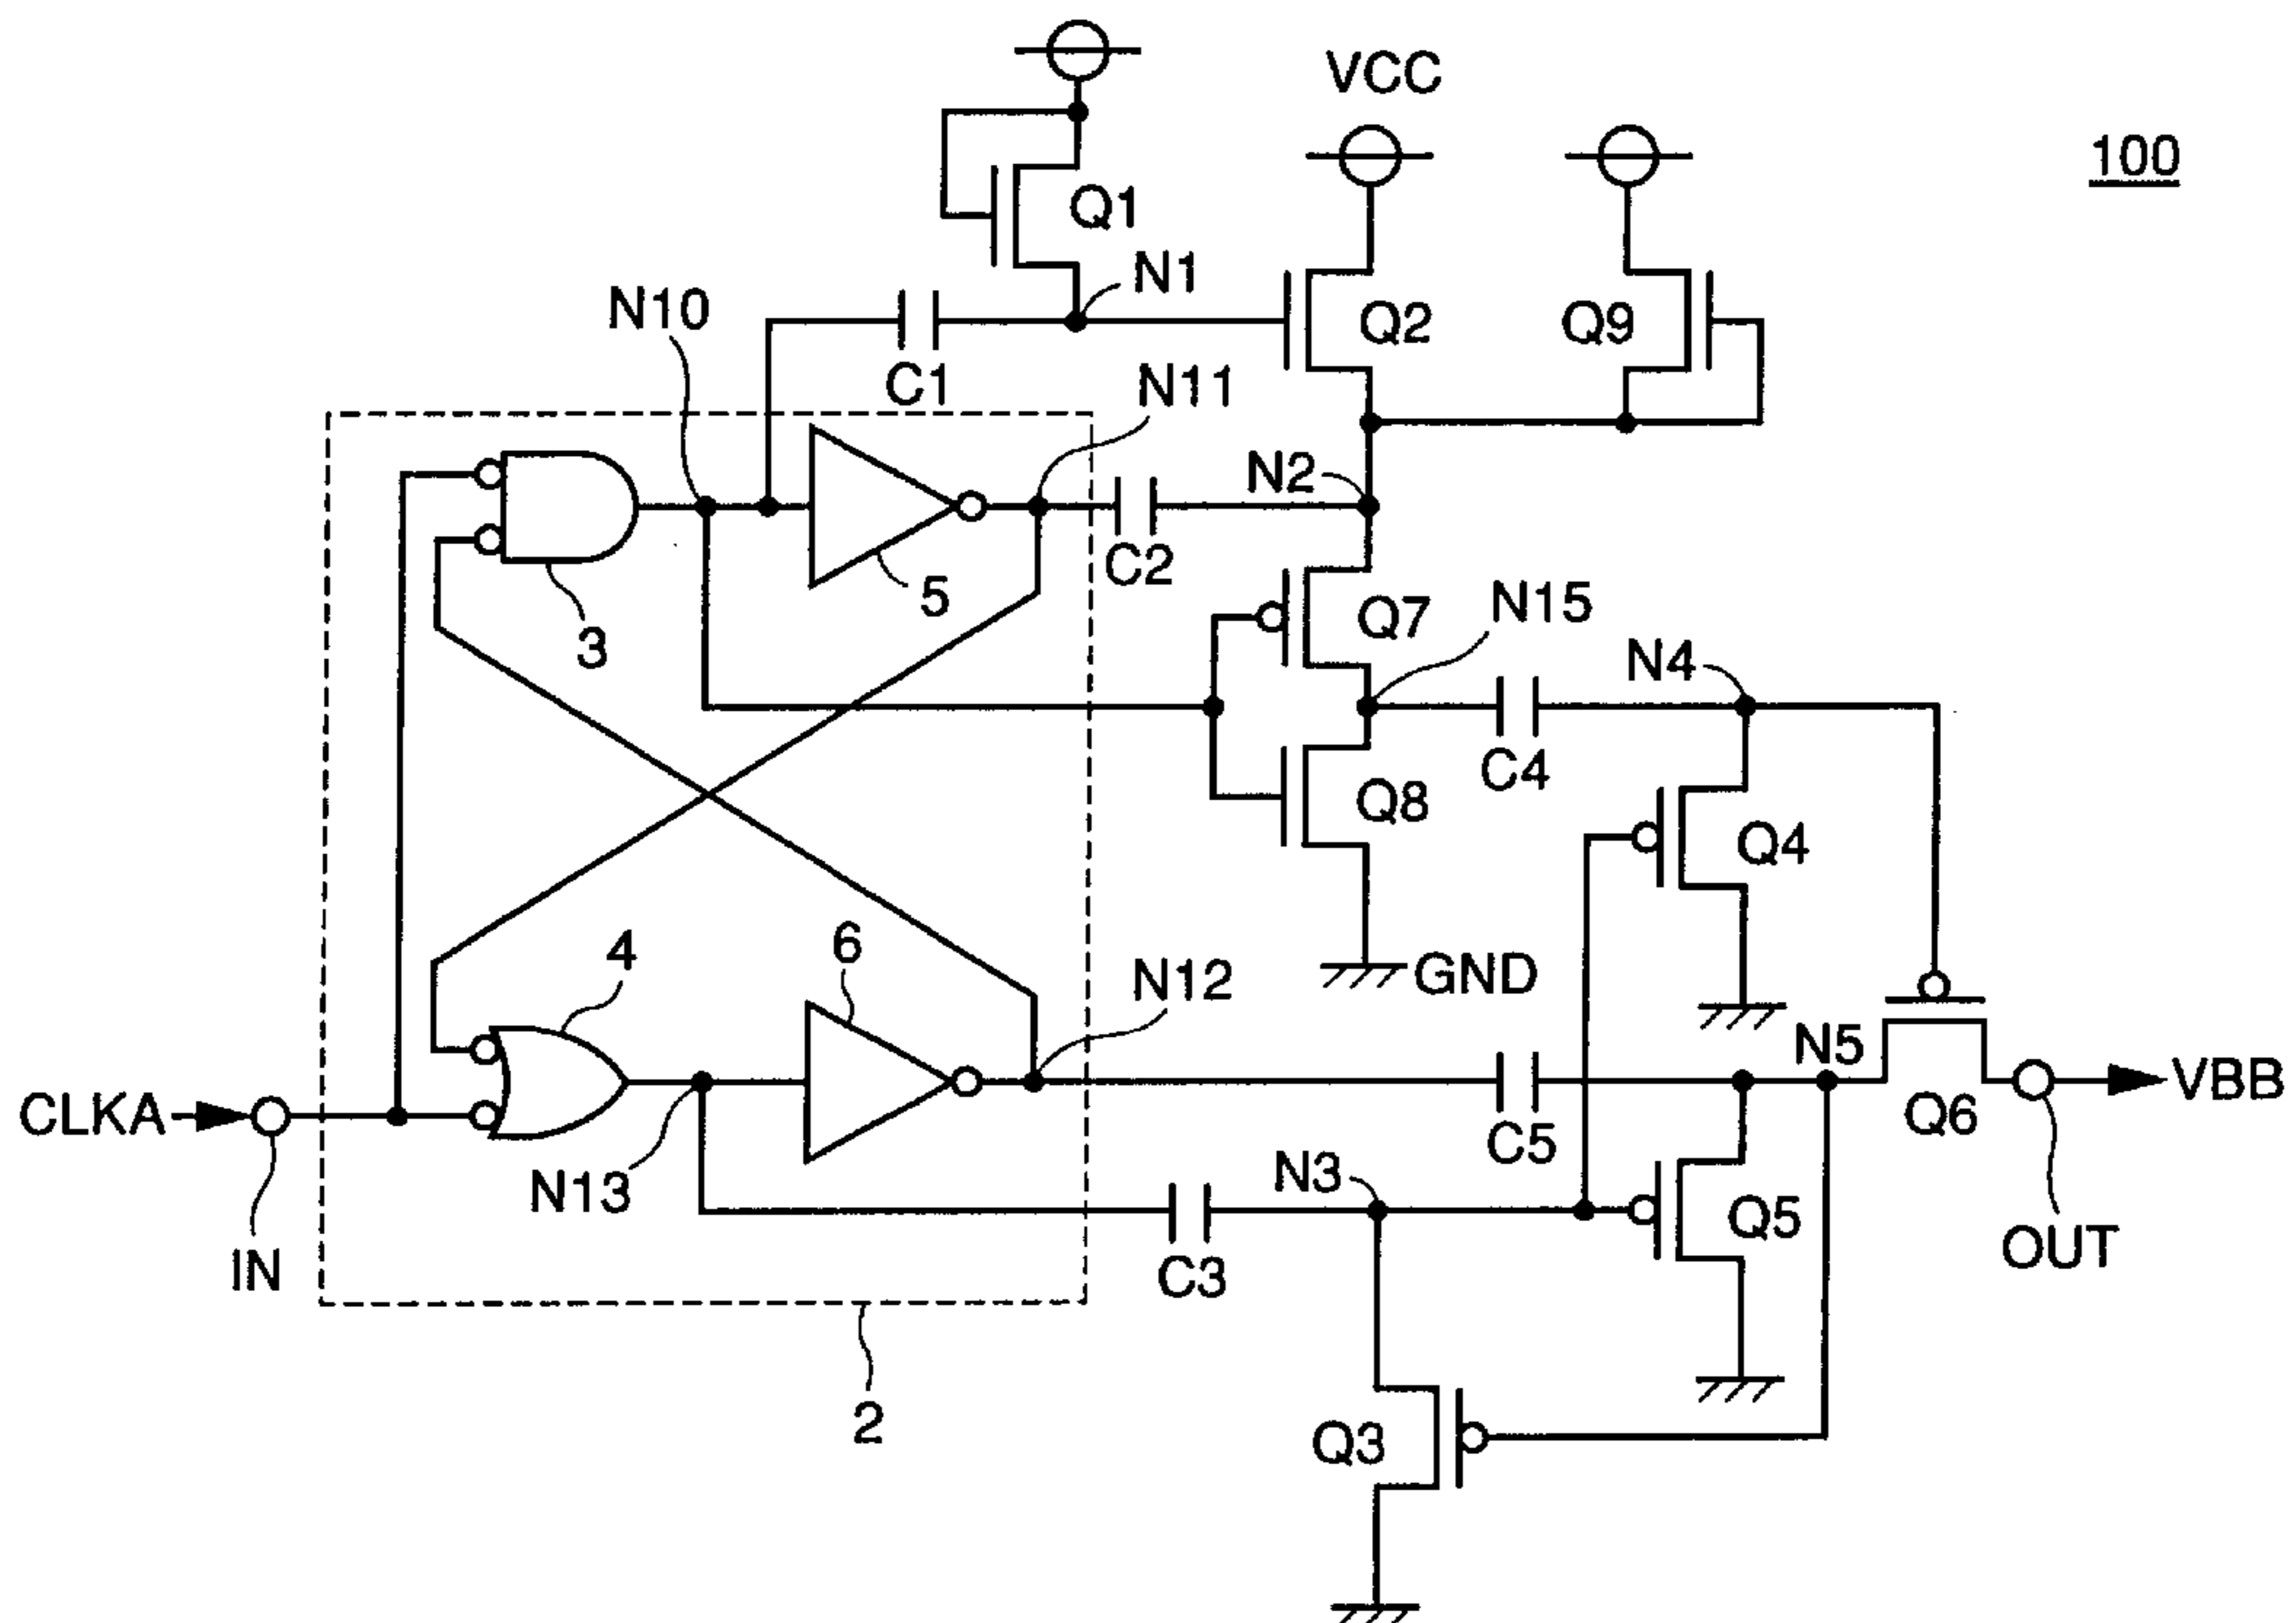 VCC
100
Q1
N1
N10
Q2
Q9
C1
N11
N2
C2
5
Q7
N15
3
N4
C4
Q8
Q4
4
6
N12
GND
N5
CLKA
VBB
Q6
C5
N13
N3
Q5
IN
C3
OUT
2
Q3